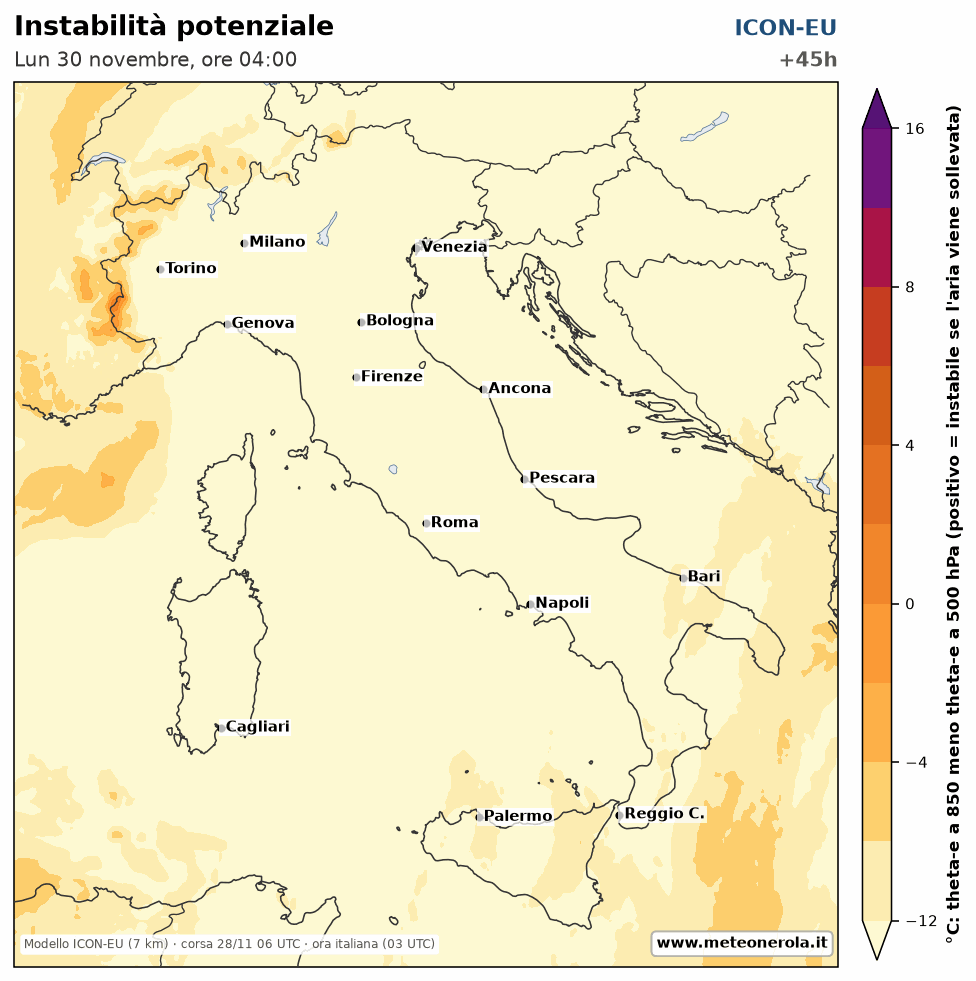 Instabilità potenziale
ICON-EU
Lun 30 novembre, ore 04:00
+45h
Milano
Venezia
Torino
Genova
Bologna
Firenze
Ancona
Pescara
Roma
Bari
Napoli
Cagliari
Palermo
Reggio C.
Modello ICON-EU (7 km) · corsa 28/11 06 UTC · ora italiana (03 UTC)
www.meteonerola.it
16
8
4
0
−4
−12
°C: theta-e a 850 meno theta-e a 500 hPa (positivo = instabile se l'aria viene sollevata)